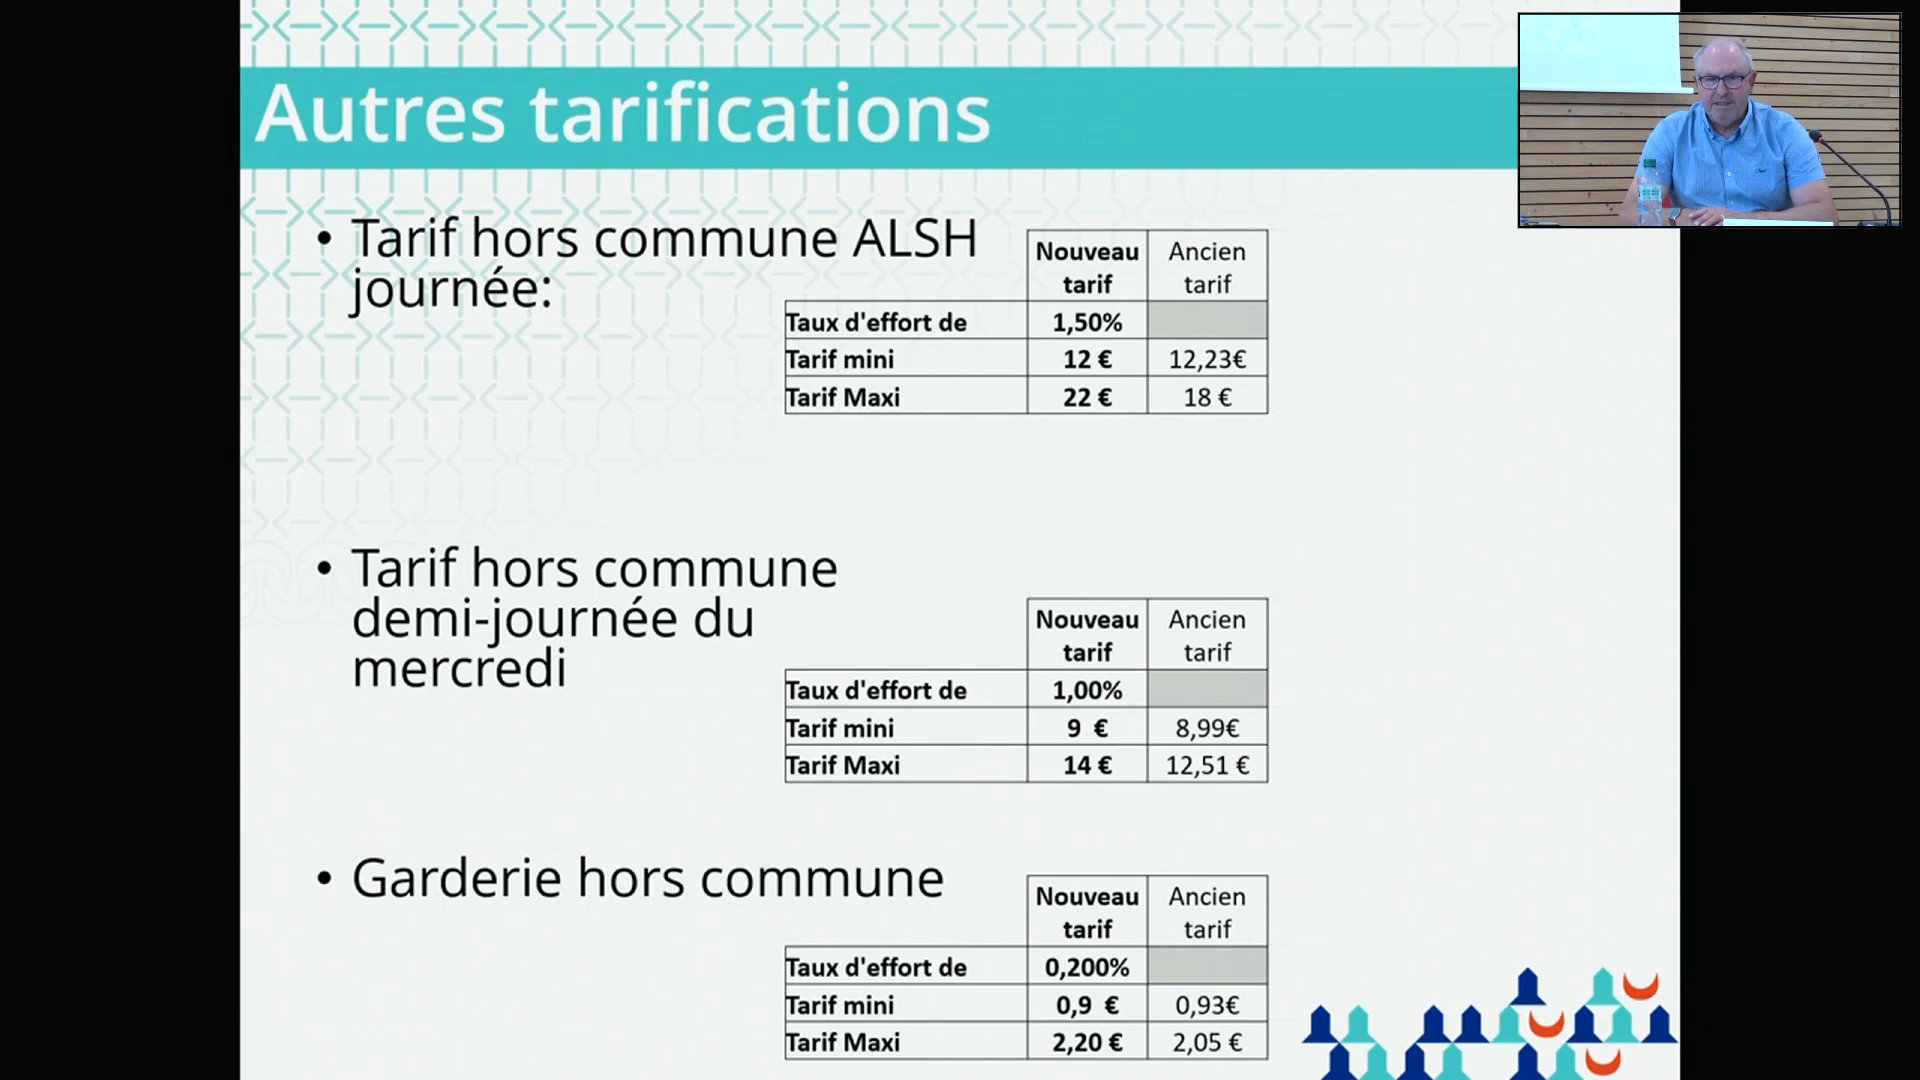 Autres tarifications
• Tarif hors commune ALSH
journée:
Nouveau tarif Ancien tarif
Taux d'effort de 1,50%
Tarif mini 12 € 12,23€
Tarif Maxi 22 € 18 €
• Tarif hors commune
demi-journée du
mercredi
Nouveau tarif Ancien tarif
Taux d'effort de 1,00%
Tarif mini 9 € 8,99€
Tarif Maxi 14 € 12,51 €
• Garderie hors commune
Nouveau tarif Ancien tarif
Taux d'effort de 0,200%
Tarif mini 0,9 € 0,93€
Tarif Maxi 2,20 € 2,05 €